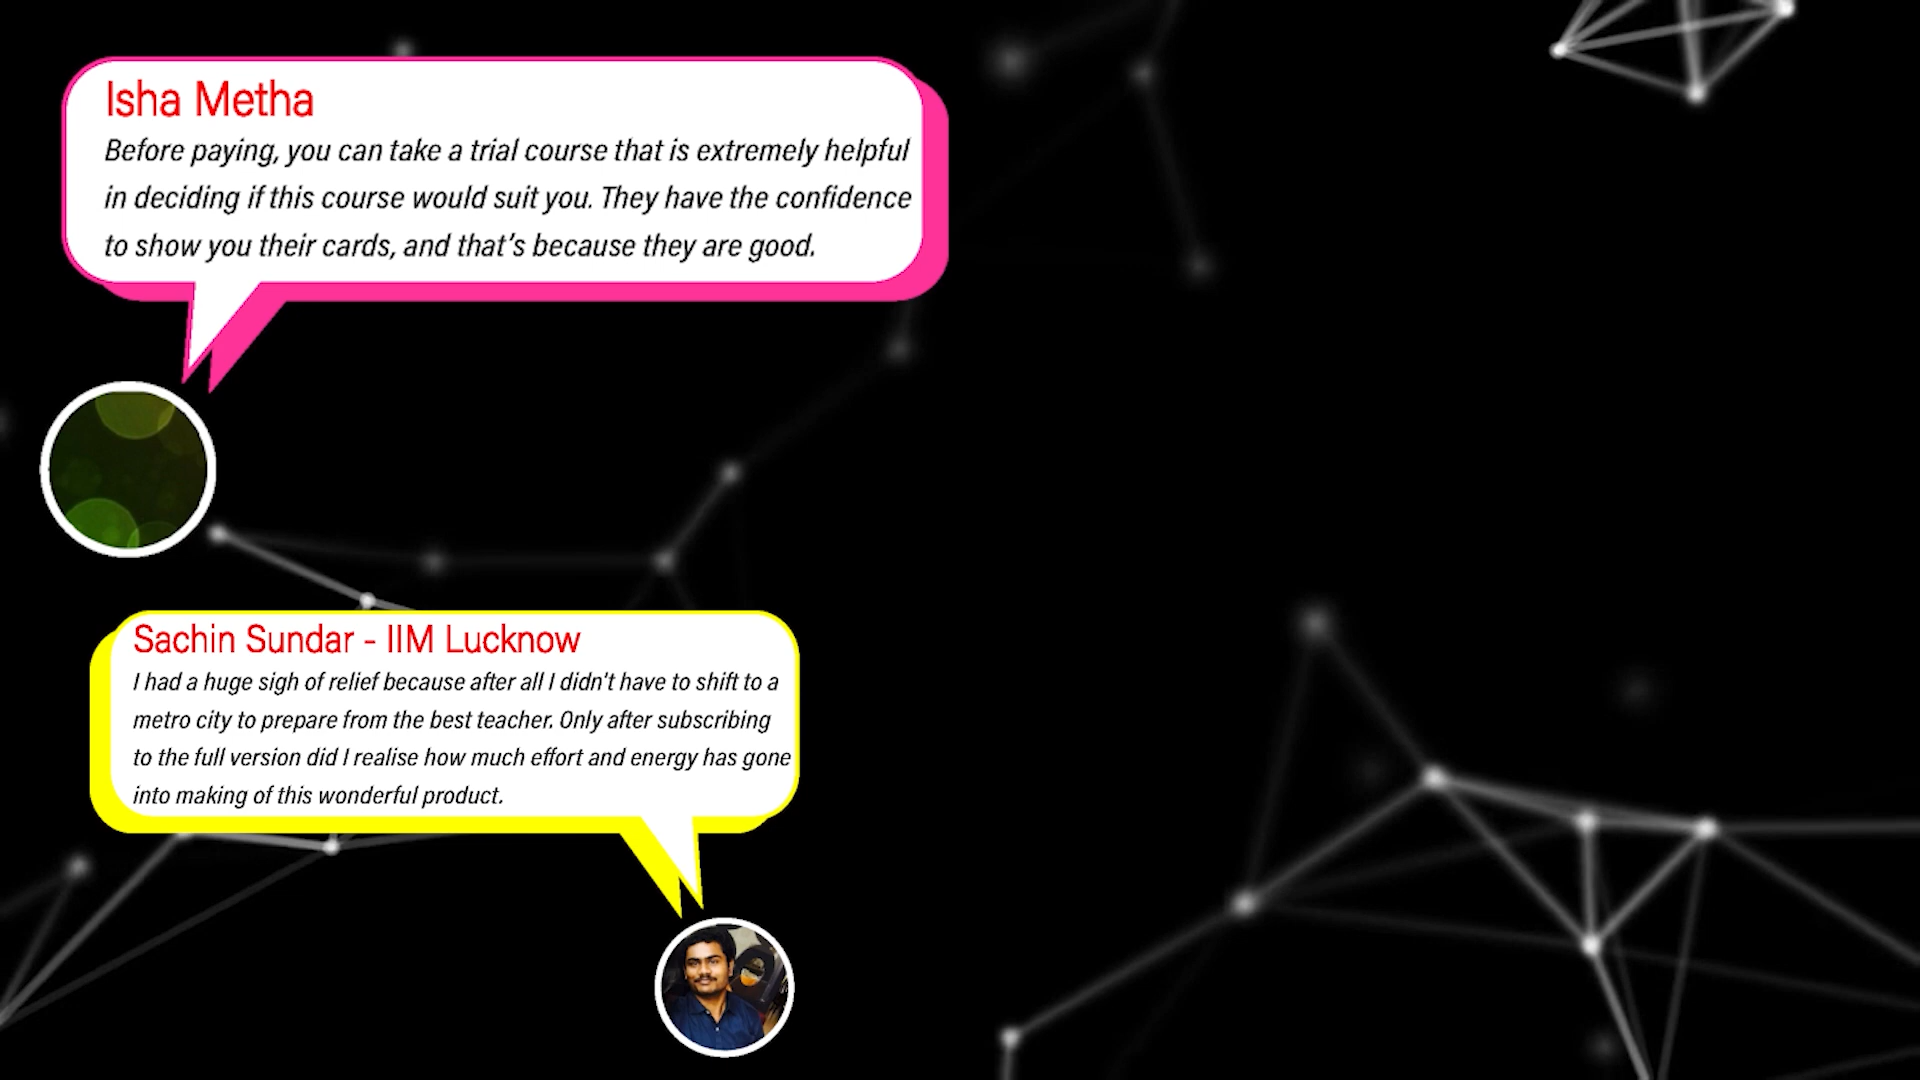 Isha Metha
Before paying, you can take a trial course that is extremely helpful
in deciding if this course would suit you. They have the confidence
to show you their cards, and that's because they are good.
Sachin Sundar - IIM Lucknow
I had a huge sigh of relief because after all I didn't have to shift to a
metro city to prepare from the best teacher. Only after subscribing
to the full version did I realise how much effort and energy has gone
into making of this wonderful product.